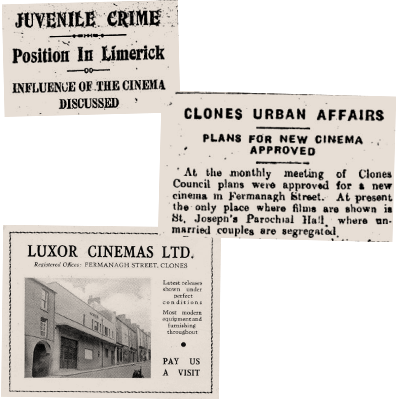 JUVENILE CRIME
Position In Limerick
INFLUENCE OF THE CINEMA
DISCUSSED
CLONES URBAN AFFAIRS
PLANS FOR NEW CINEMA
APPROVED
At the monthly meeting of Clones
Council plans were approved for a new
cinema in Fermanagh Street. At present
the only place where films are shown is
St. Joseph's Parochial Hall, where un-
married couples are segregated.
LUXOR CINEMAS LTD.
Registered Offices: FERMANAGH STREET, CLONES
Latest releases
shown under
perfect
conditions
Most modern
equipment and
furnishing
throughout
PAY US
A VISIT